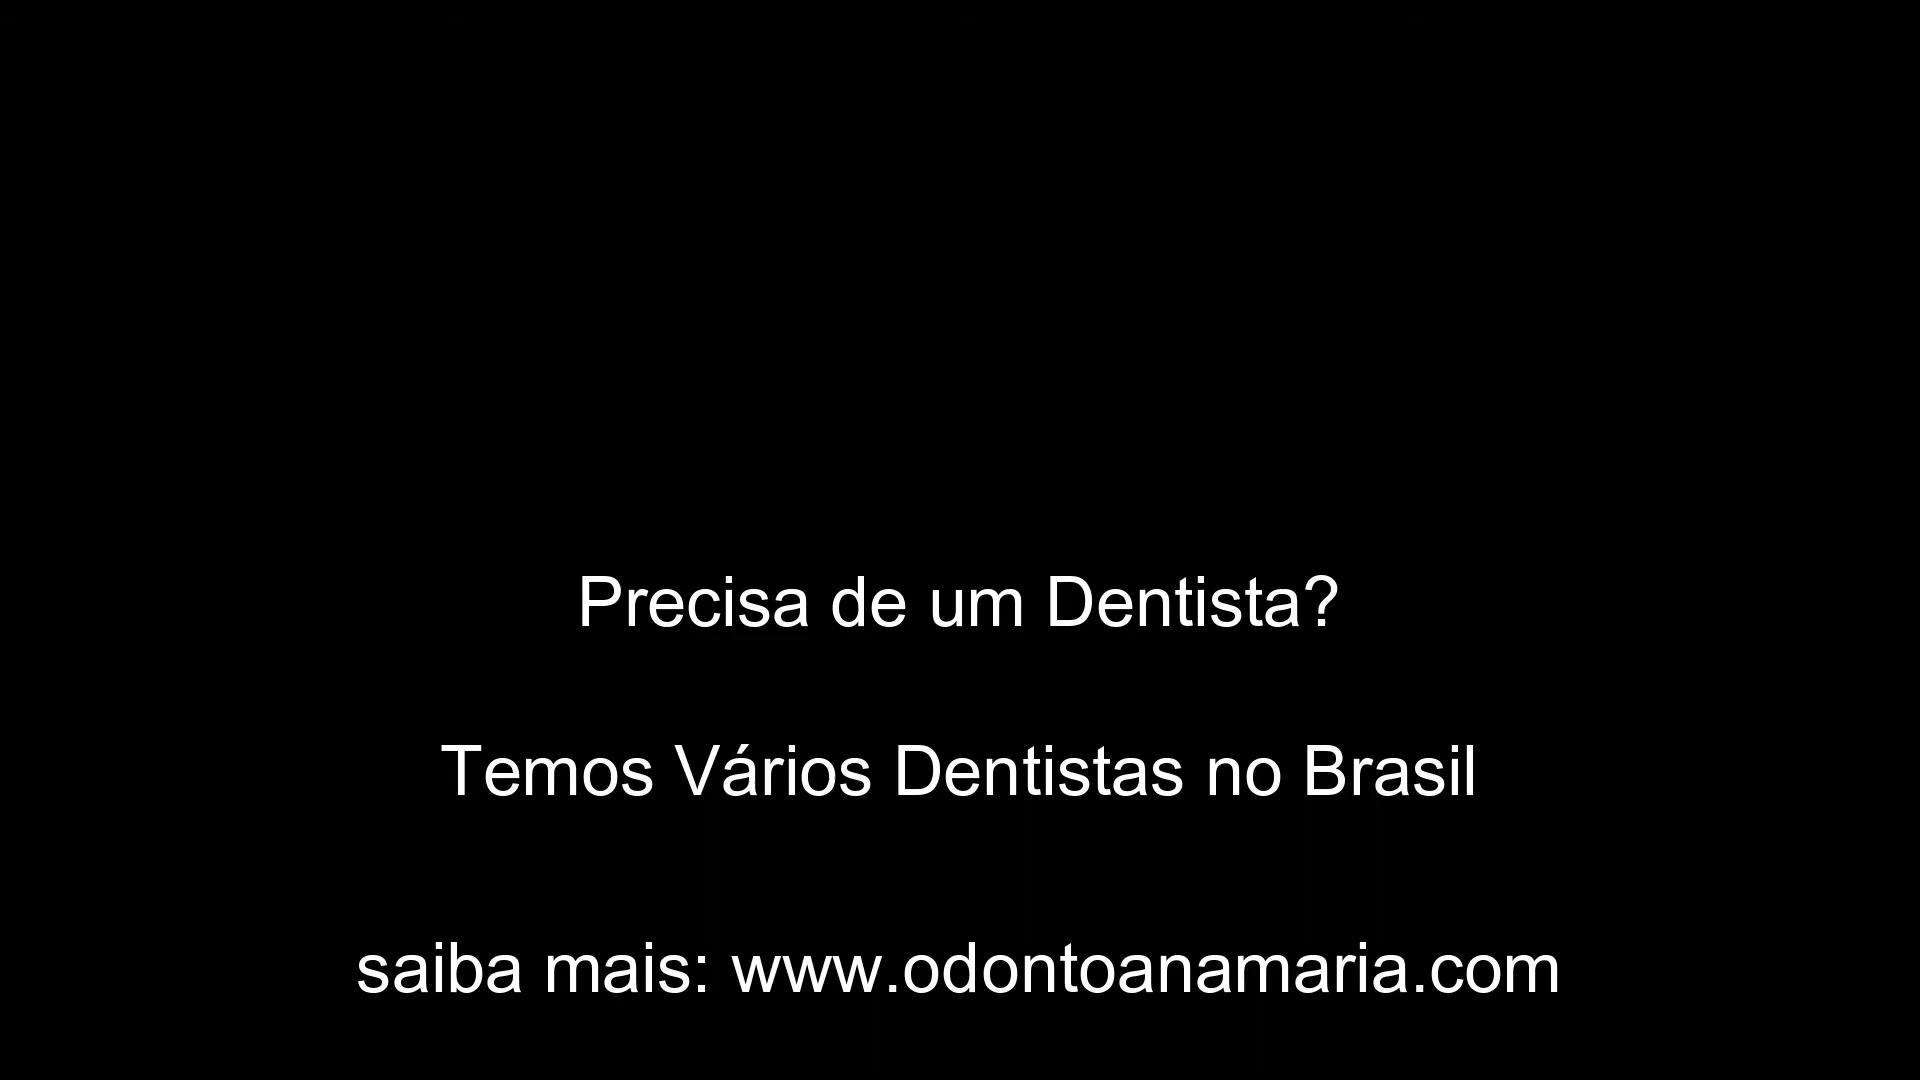 Precisa de um Dentista?
Temos Vários Dentistas no Brasil
saiba mais: www.odontoanamaria.com